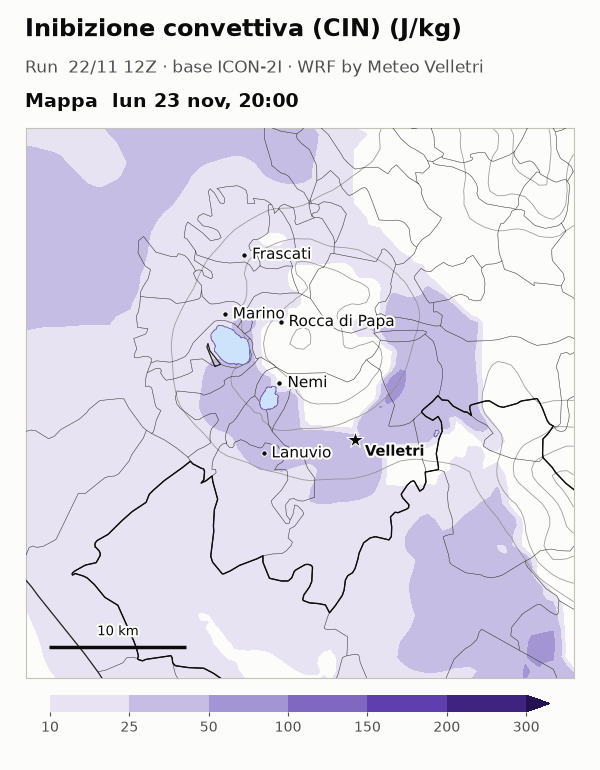 Inibizione convettiva (CIN) (J/kg)
Run  22/11 12Z · base ICON-2I · WRF by Meteo Velletri
Mappa  lun 23 nov, 20:00
Frascati
Marino
Rocca di Papa
Nemi
Velletri
Lanuvio
10 km
10 25 50 100 150 200 300